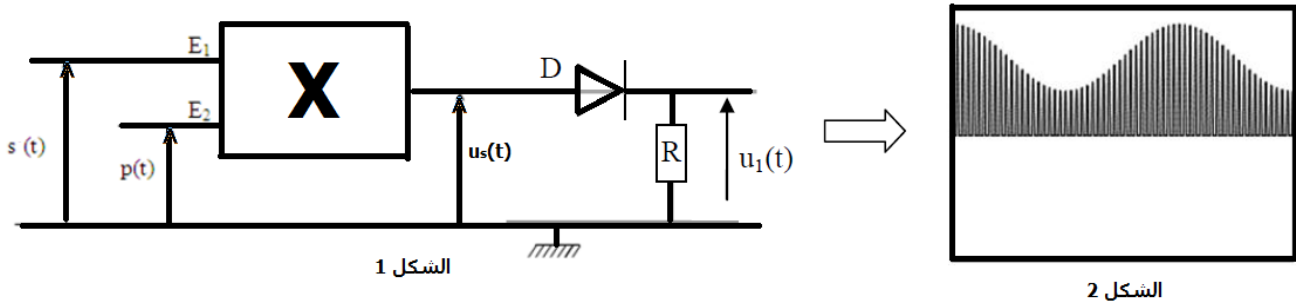 E₁
X
D
E₂
s (t)
p(t)
uₛ(t)
R
u₁(t)
الشكل 1
الشكل 2